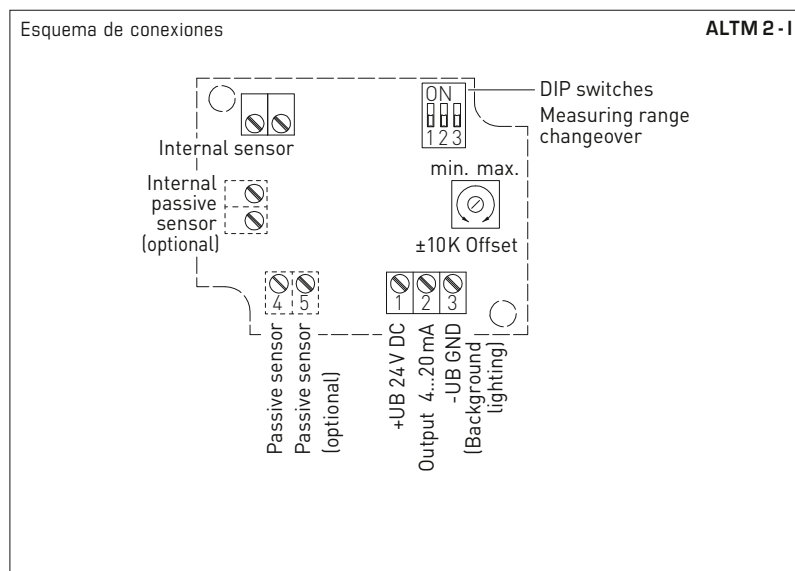 Esquema de conexiones
ALTM 2 - I
ON
1 2 3
DIP switches
Measuring range
changeover
Internal sensor
Internal
passive
sensor
(optional)
min. max.
±10K Offset
4
5
1
2
3
Passive sensor
Passive sensor
(optional)
+UB 24V DC
Output 4...20mA
-UB GND
(Background
lighting)